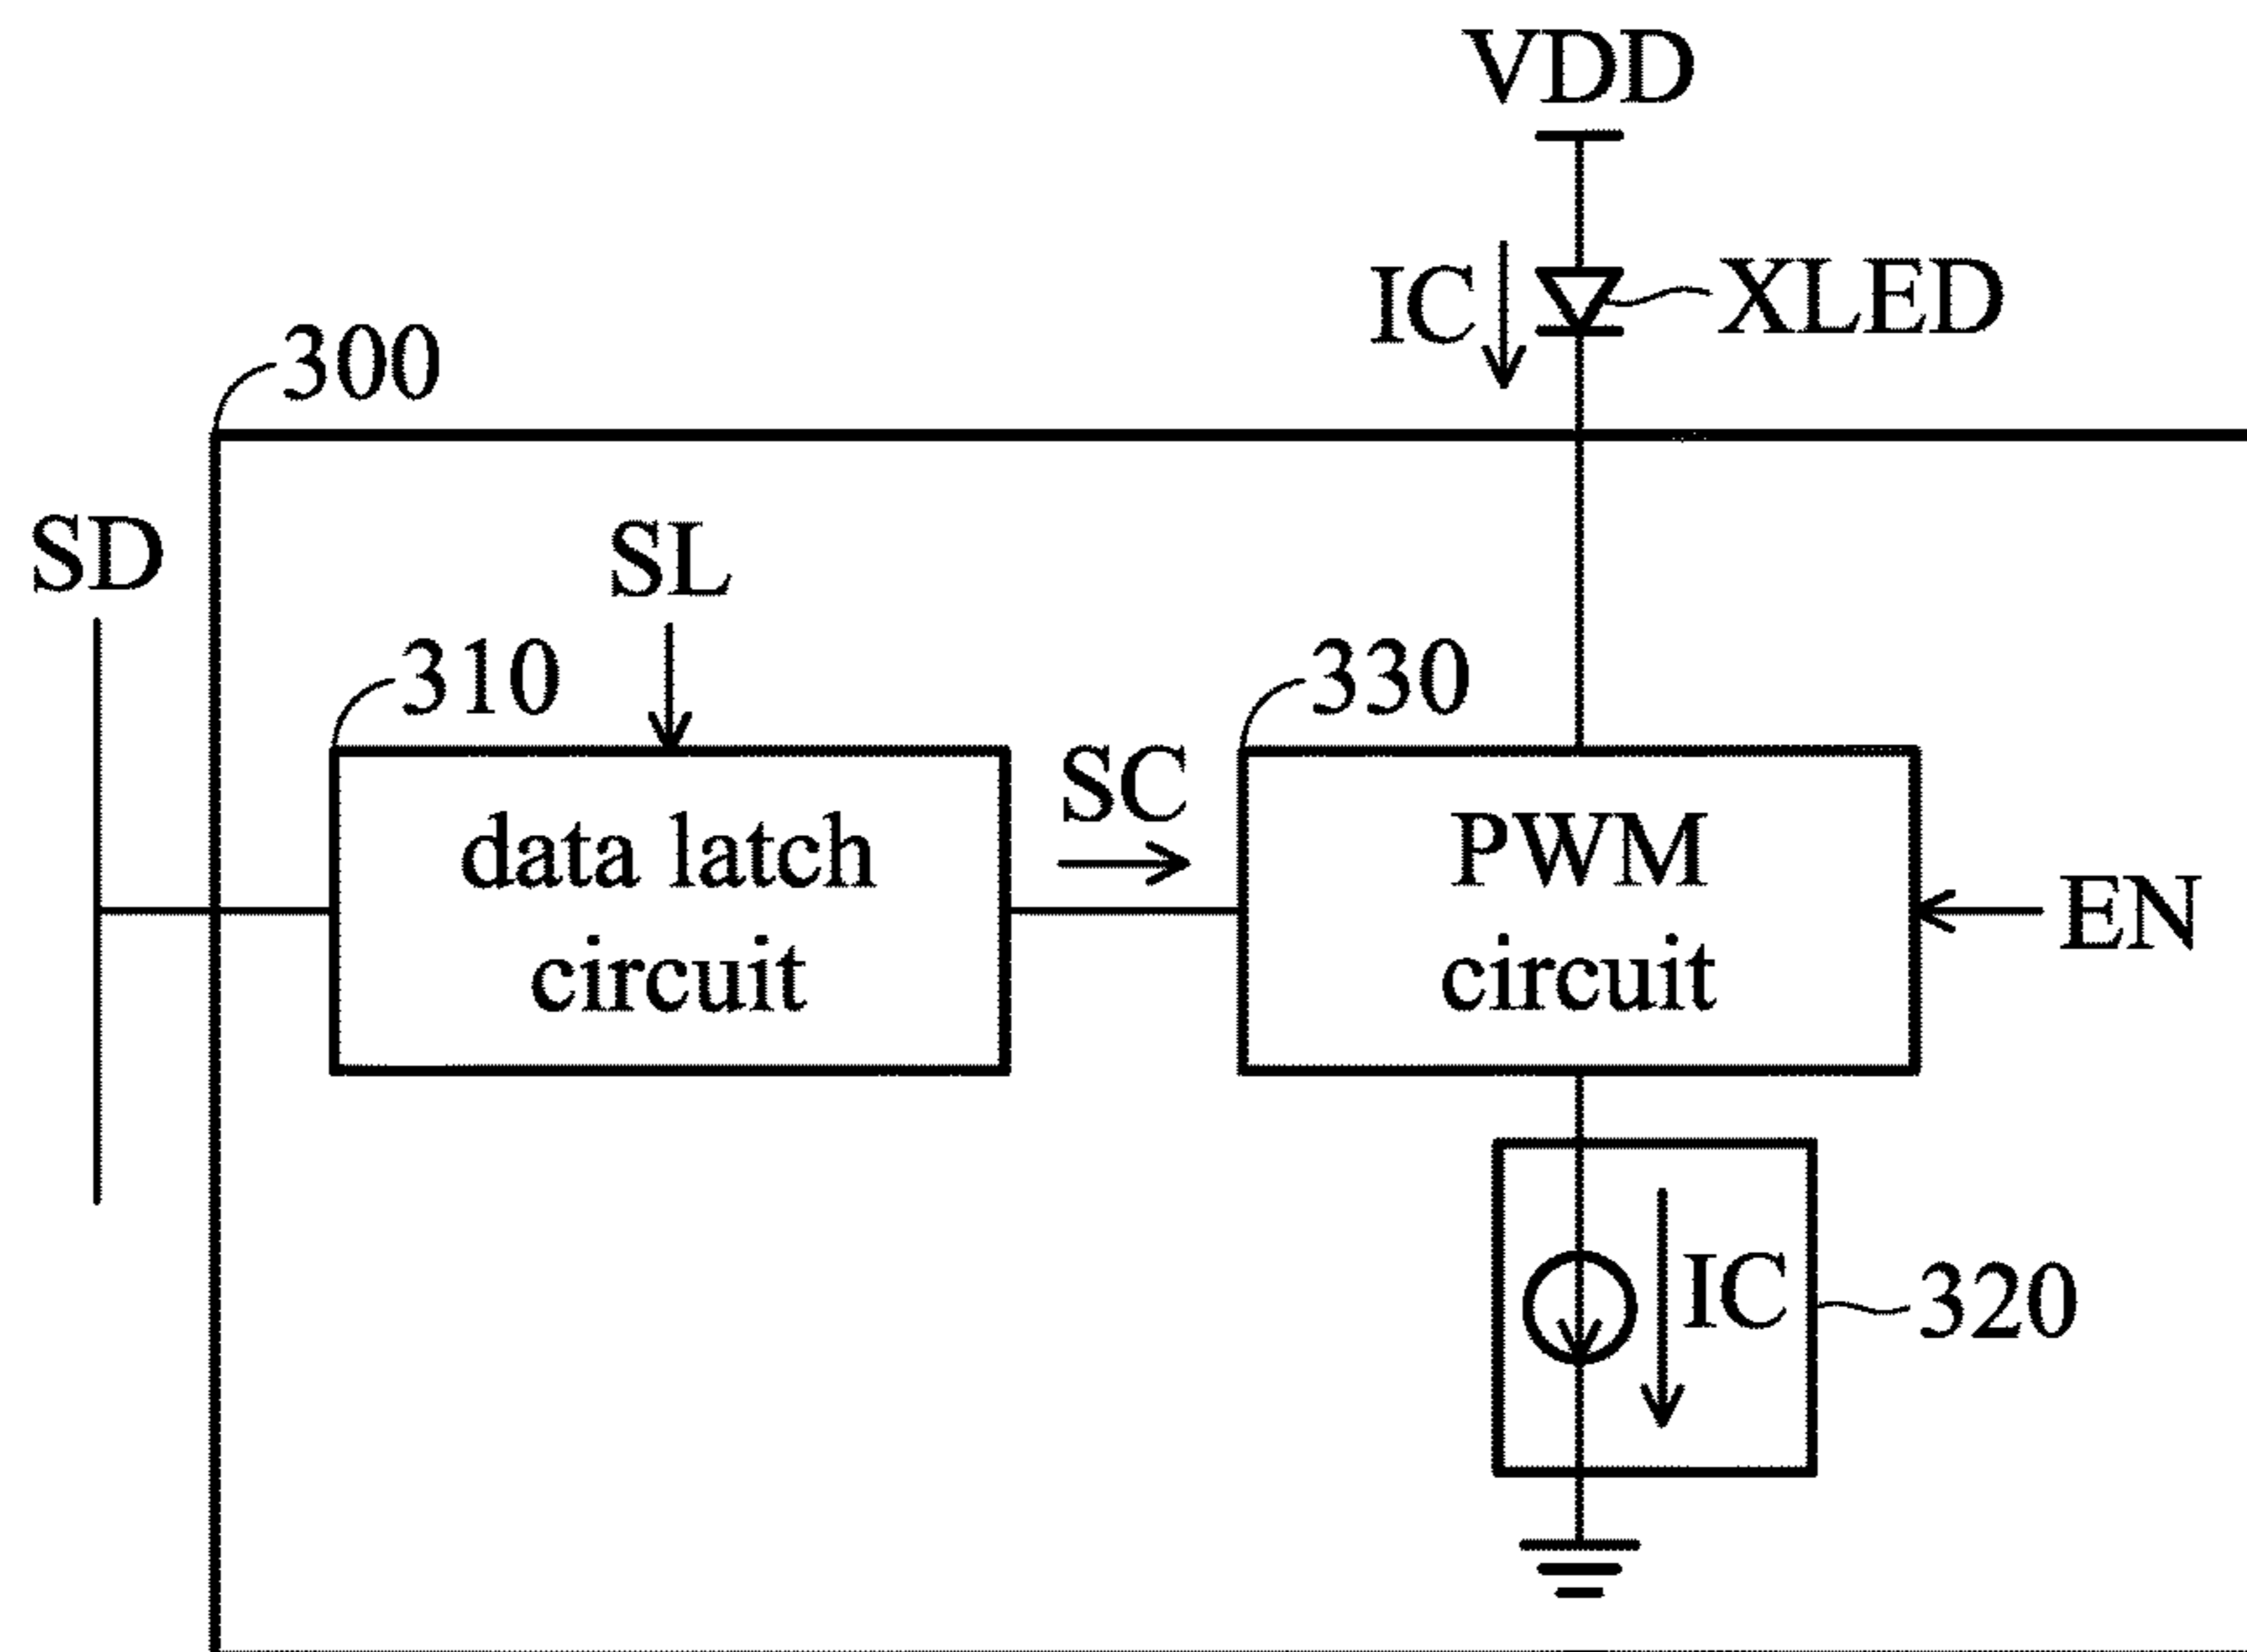 VDD
IC
XLED
300
SD
SL
310
330
SC
data latch
circuit
PWM
circuit
EN
IC
320